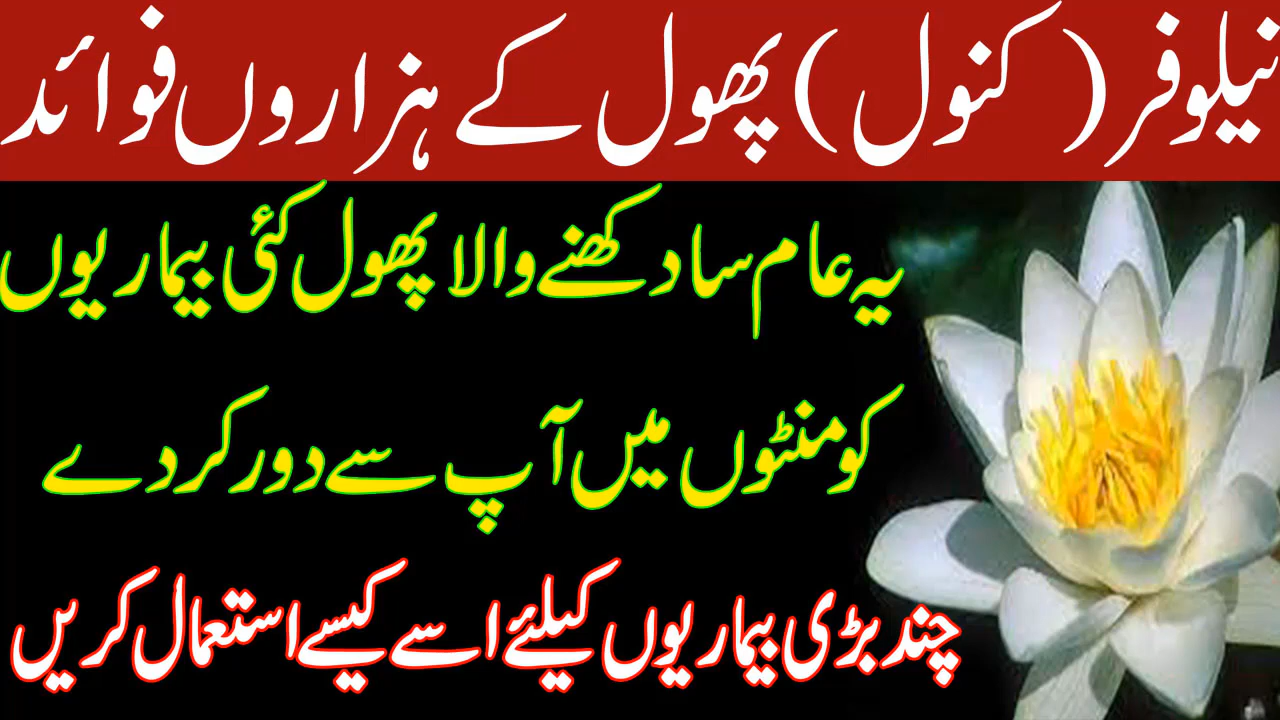 نیلوفر (کنول) پھول کے ہزاروں فوائد
یہ عام سا دکھنے والا پھول کئی بیماریوں
کو منٹوں میں آپ سے دور کر دے
چند بڑی بیماریوں کیلئے اسے کیسے استعمال کریں